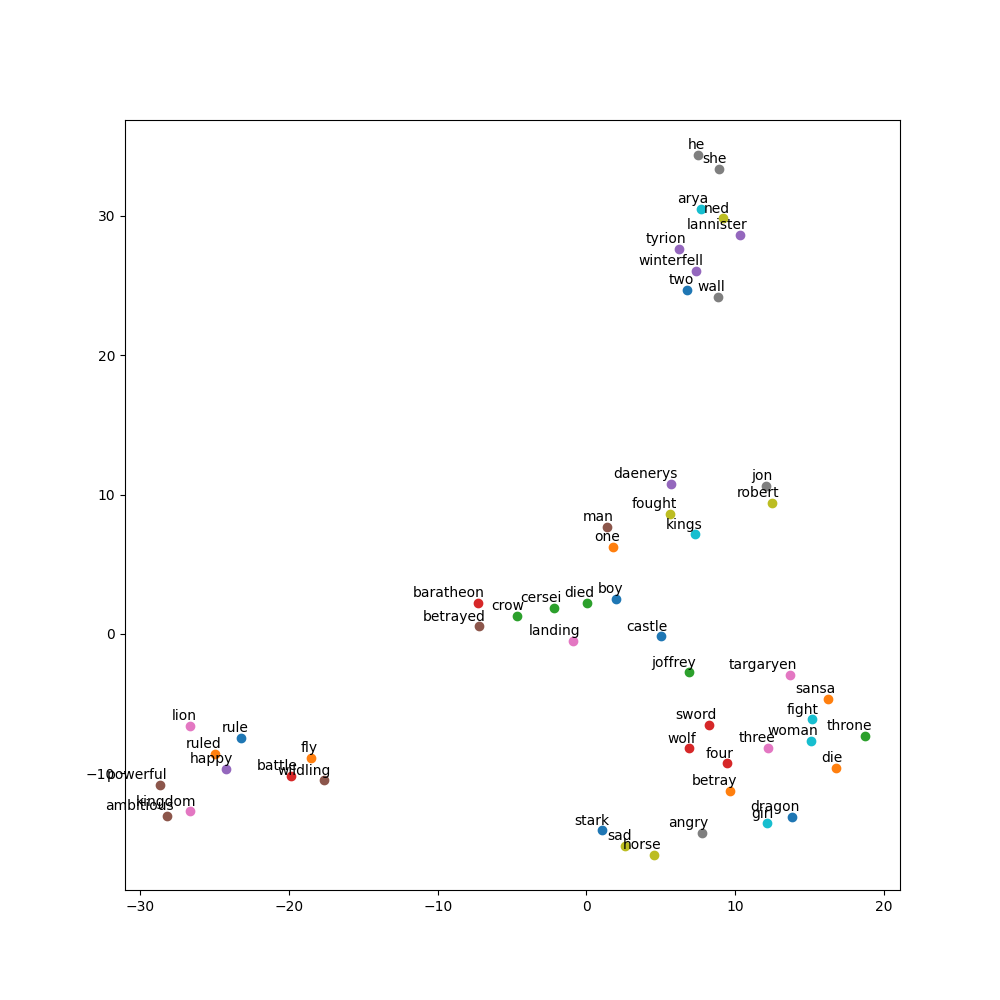 he
she
arya
ned
lannister
tyrion
winterfell
two
wall
daenerys
jon
robert
fought
man
kings
one
baratheon
crow
cersei
died
boy
betrayed
landing
castle
joffrey
targaryen
sansa
lion
rule
sword
fight
throne
ruled
fly
wolf
three
woman
happy
four
die
battle
wildling
powerful
betray
ambitious
kingdom
stark
sad
horse
angry
dragon
girl
30
20
10
0
−10
−30
−20
−10
0
10
20